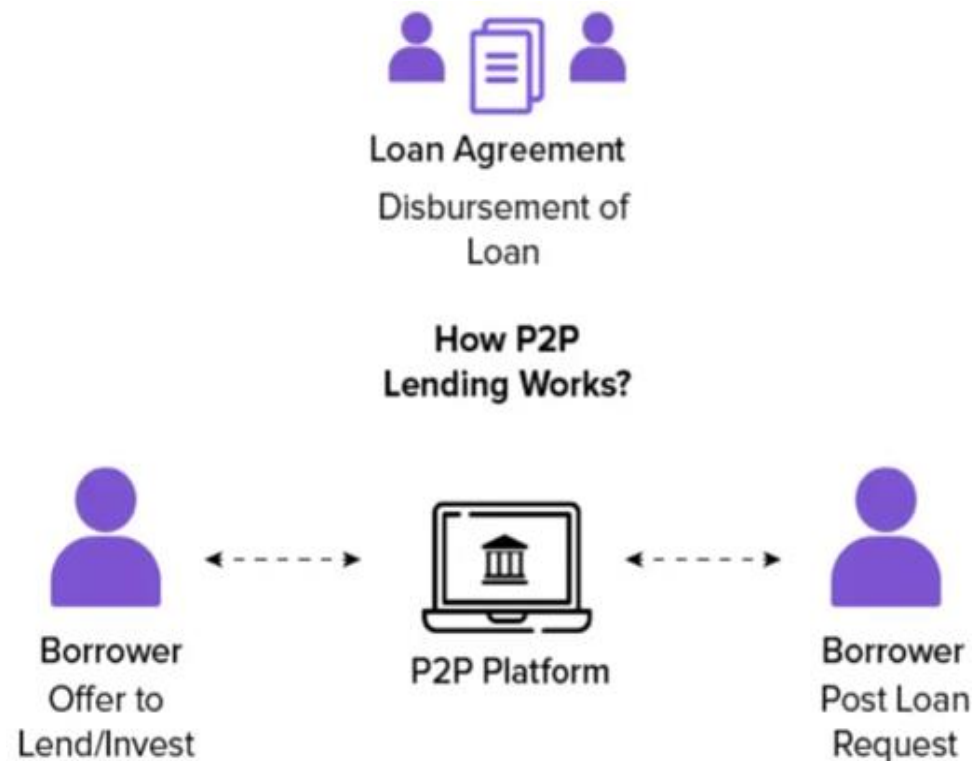 Loan Agreement
Disbursement of
Loan
How P2P
Lending Works?
Borrower
Offer to
Lend/Invest
P2P Platform
Borrower
Post Loan
Request